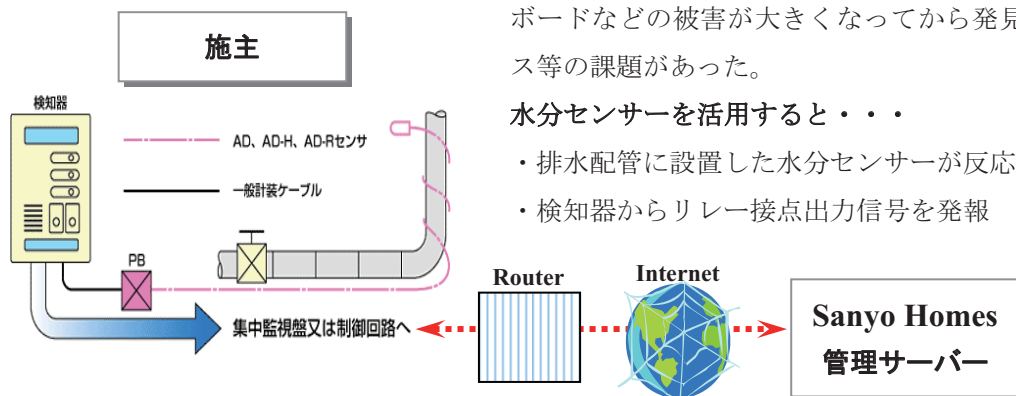 ボードなどの被害が大きくなってから発見
ス等の課題があった。
水分センサーを活用すると・・・
・排水配管に設置した水分センサーが反応
・検知器からリレー接点出力信号を発報
施主
検知器
AD、AD-H、AD-Rセンサ
一般計装ケーブル
PB
集中監視盤又は制御回路へ
Router
Internet
Sanyo Homes
管理サーバー